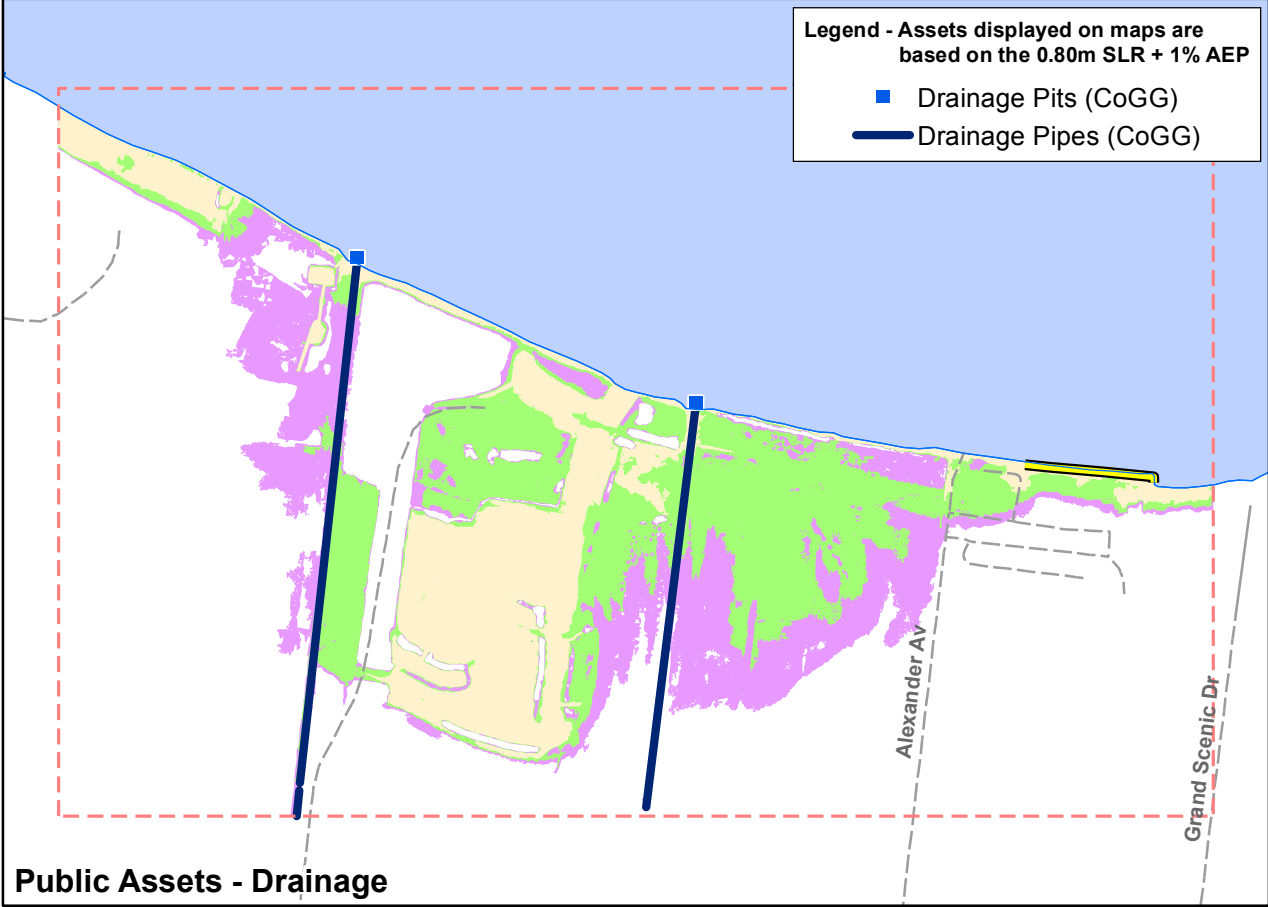 Legend - Assets displayed on maps are
based on the 0.80m SLR + 1% AEP
Drainage Pits (CoGG)
Drainage Pipes (CoGG)
Alexander Av
Grand Scenic Dr
Public Assets - Drainage